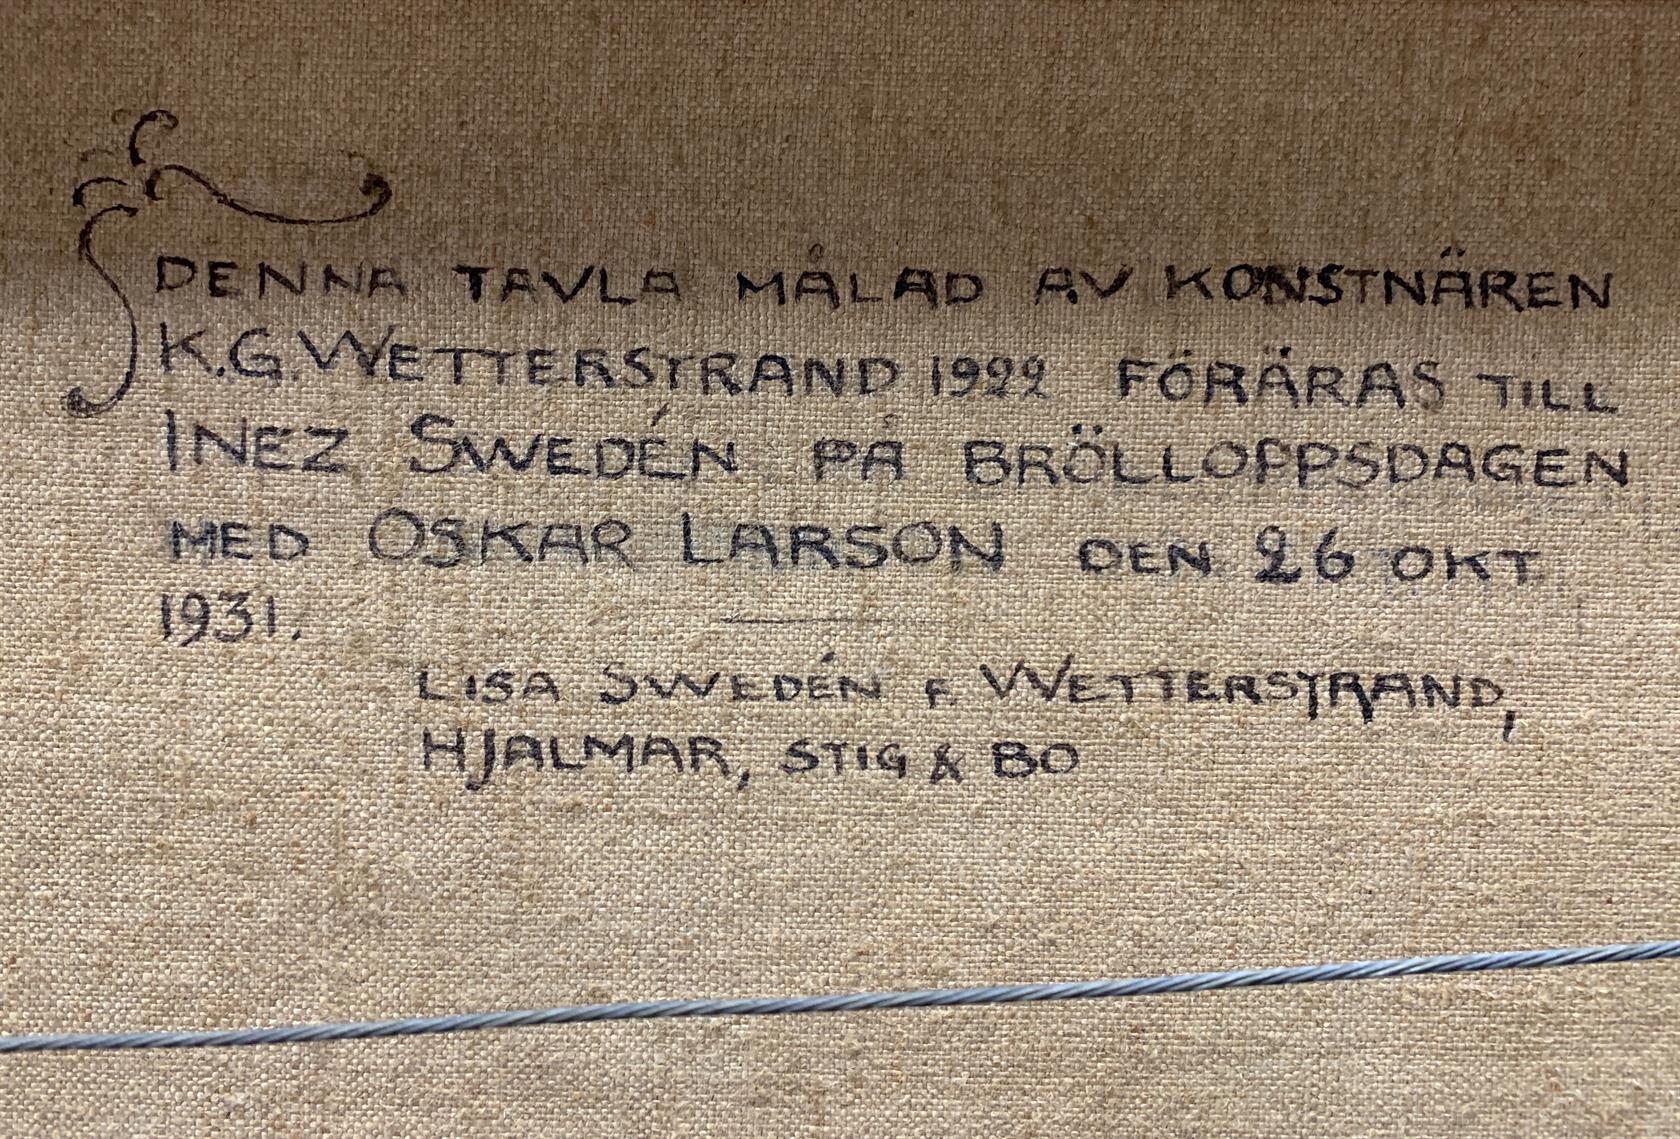 DENNA TAVLA MÅLAD AV KONSTNÄREN
K.G. WETTERSTRAND 1922 FÖRÄRAS TILL
INEZ SWEDÉN PÅ BRÖLLOPPSDAGEN
MED OSKAR LARSON DEN 26 OKT
1931.
LISA SWEDÉN F. WETTERSTRAND,
HJALMAR, STIG & BO